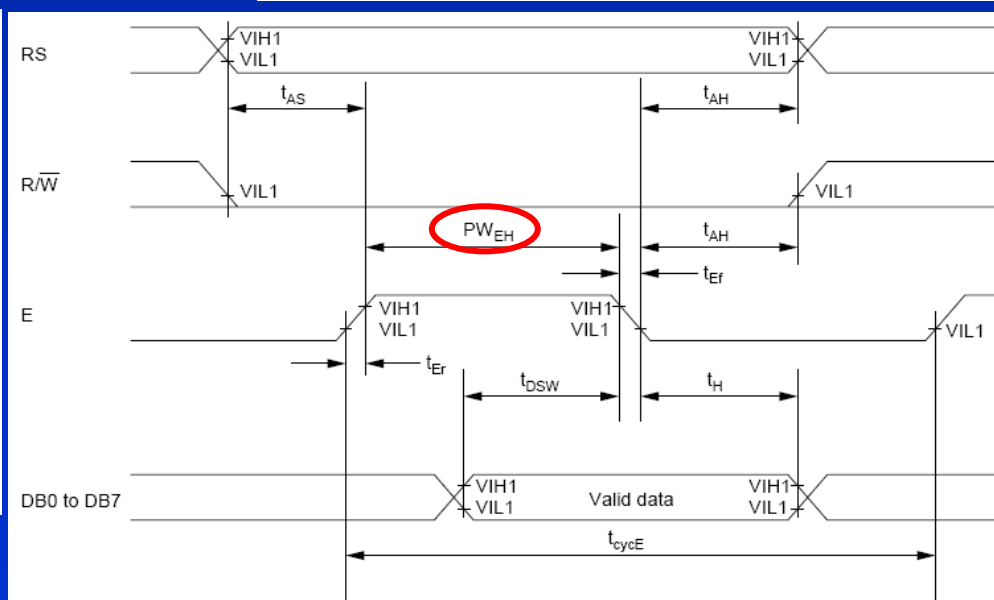 RS
VIH1
VIL1
VIH1
VIL1
tAS
tAH
R/W̅
VIL1
VIL1
PWEH
tAH
tEf
E
VIH1
VIL1
VIH1
VIL1
VIL1
tEr
tDSW
tH
DB0 to DB7
VIH1
VIL1
Valid data
VIH1
VIL1
tcycE